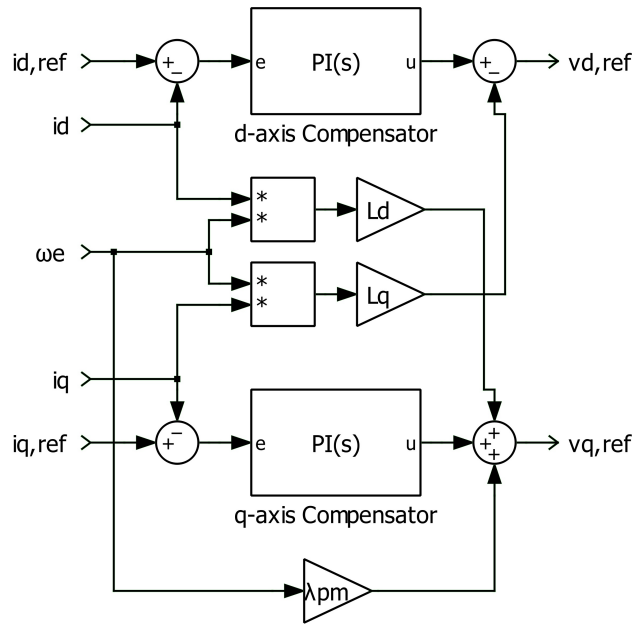 id,ref + − e PI(s) u + − vd,ref
id d-axis Compensator
* * Ld
ωe
* * Lq
iq
iq,ref + − e PI(s) u + + + vq,ref
q-axis Compensator
λpm